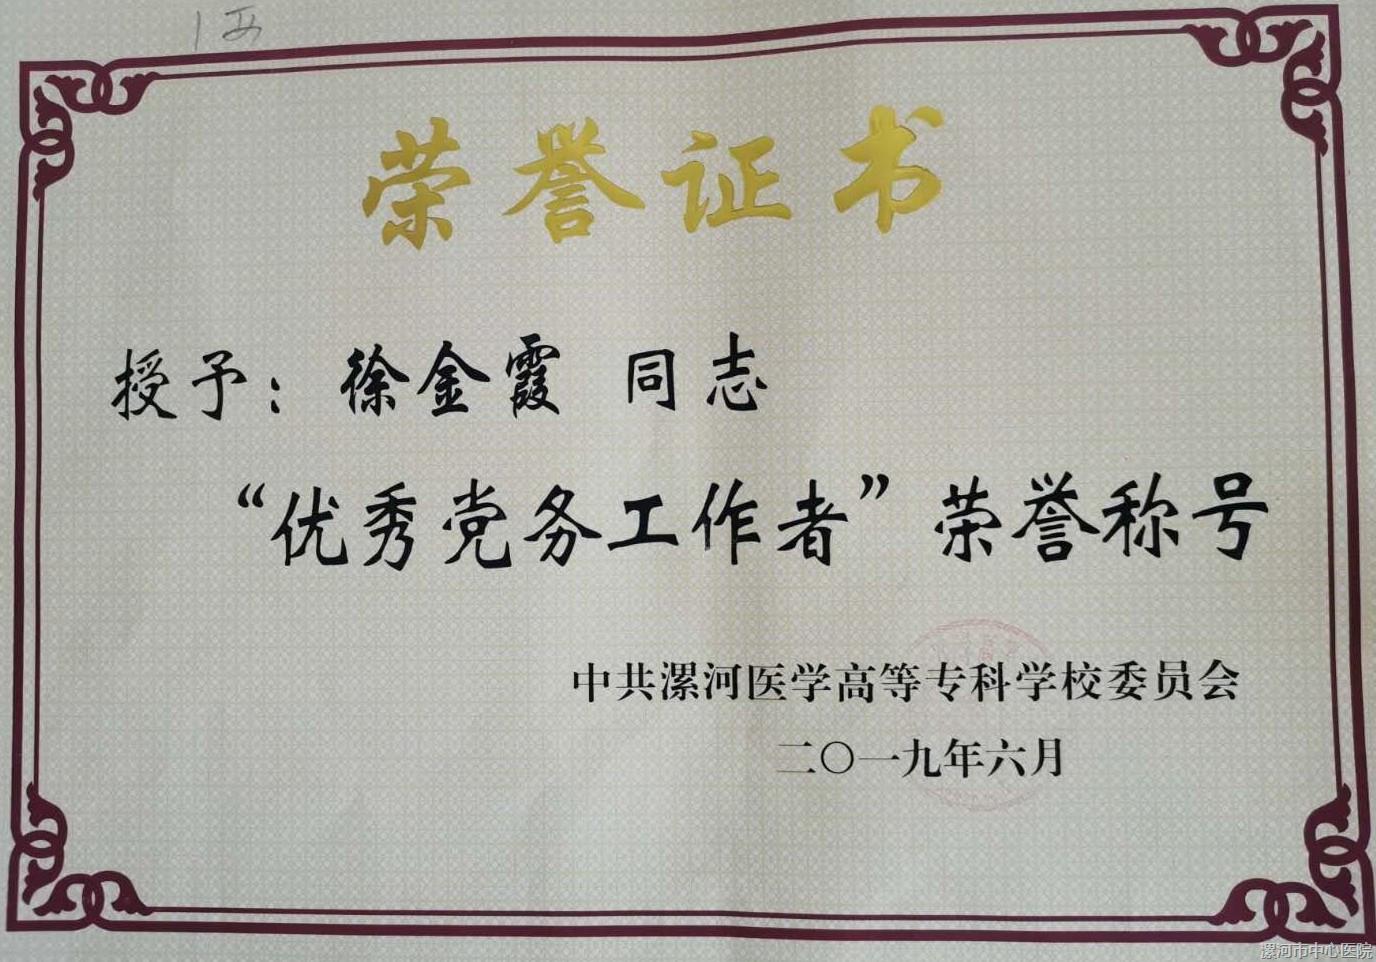 荣誉证书
授予：徐金霞 同志
“优秀党务工作者”荣誉称号
中共漯河医学高等专科学校委员会
二〇一九年六月
漯河市中心医院